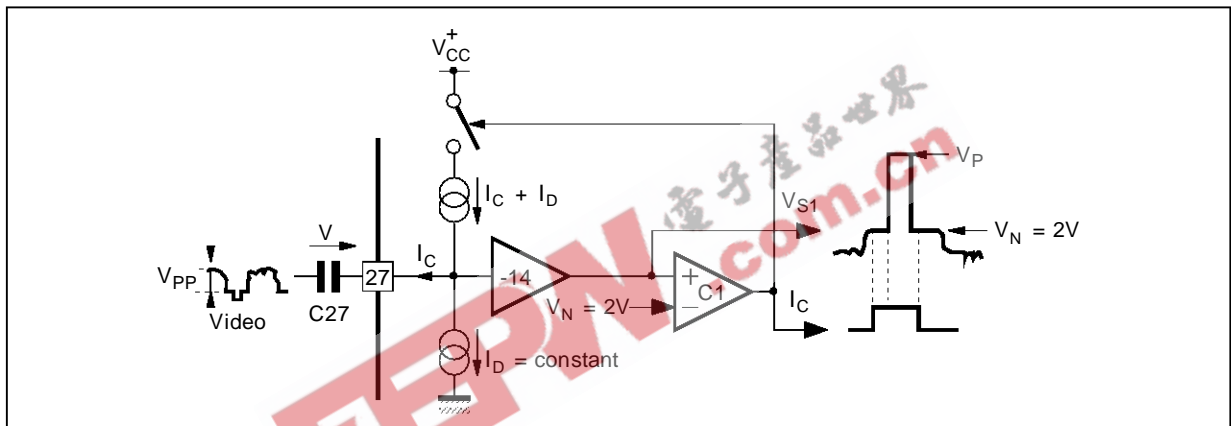 V+CC
IC + ID
V
IC
VPP
27
-14
Video
C27
VN = 2V
+
C1
−
ID = constant
VS1
IC
VP
VN = 2V
電子產品世界
EEPW
.com.cn